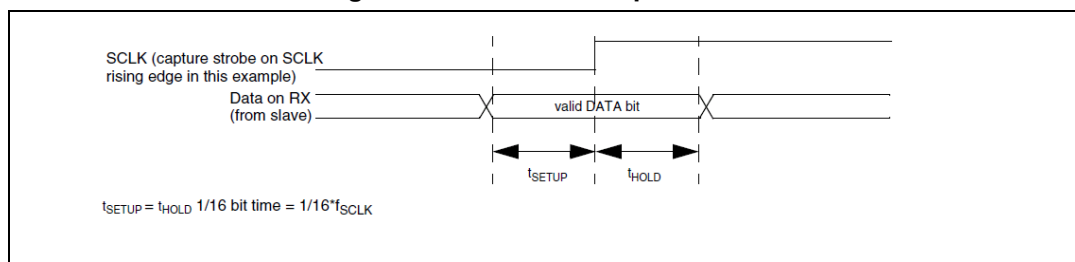 SCLK (capture strobe on SCLK
rising edge in this example)
Data on RX
(from slave)
valid DATA bit
tSETUP
tHOLD
tSETUP = tHOLD 1/16 bit time = 1/16*fSCLK